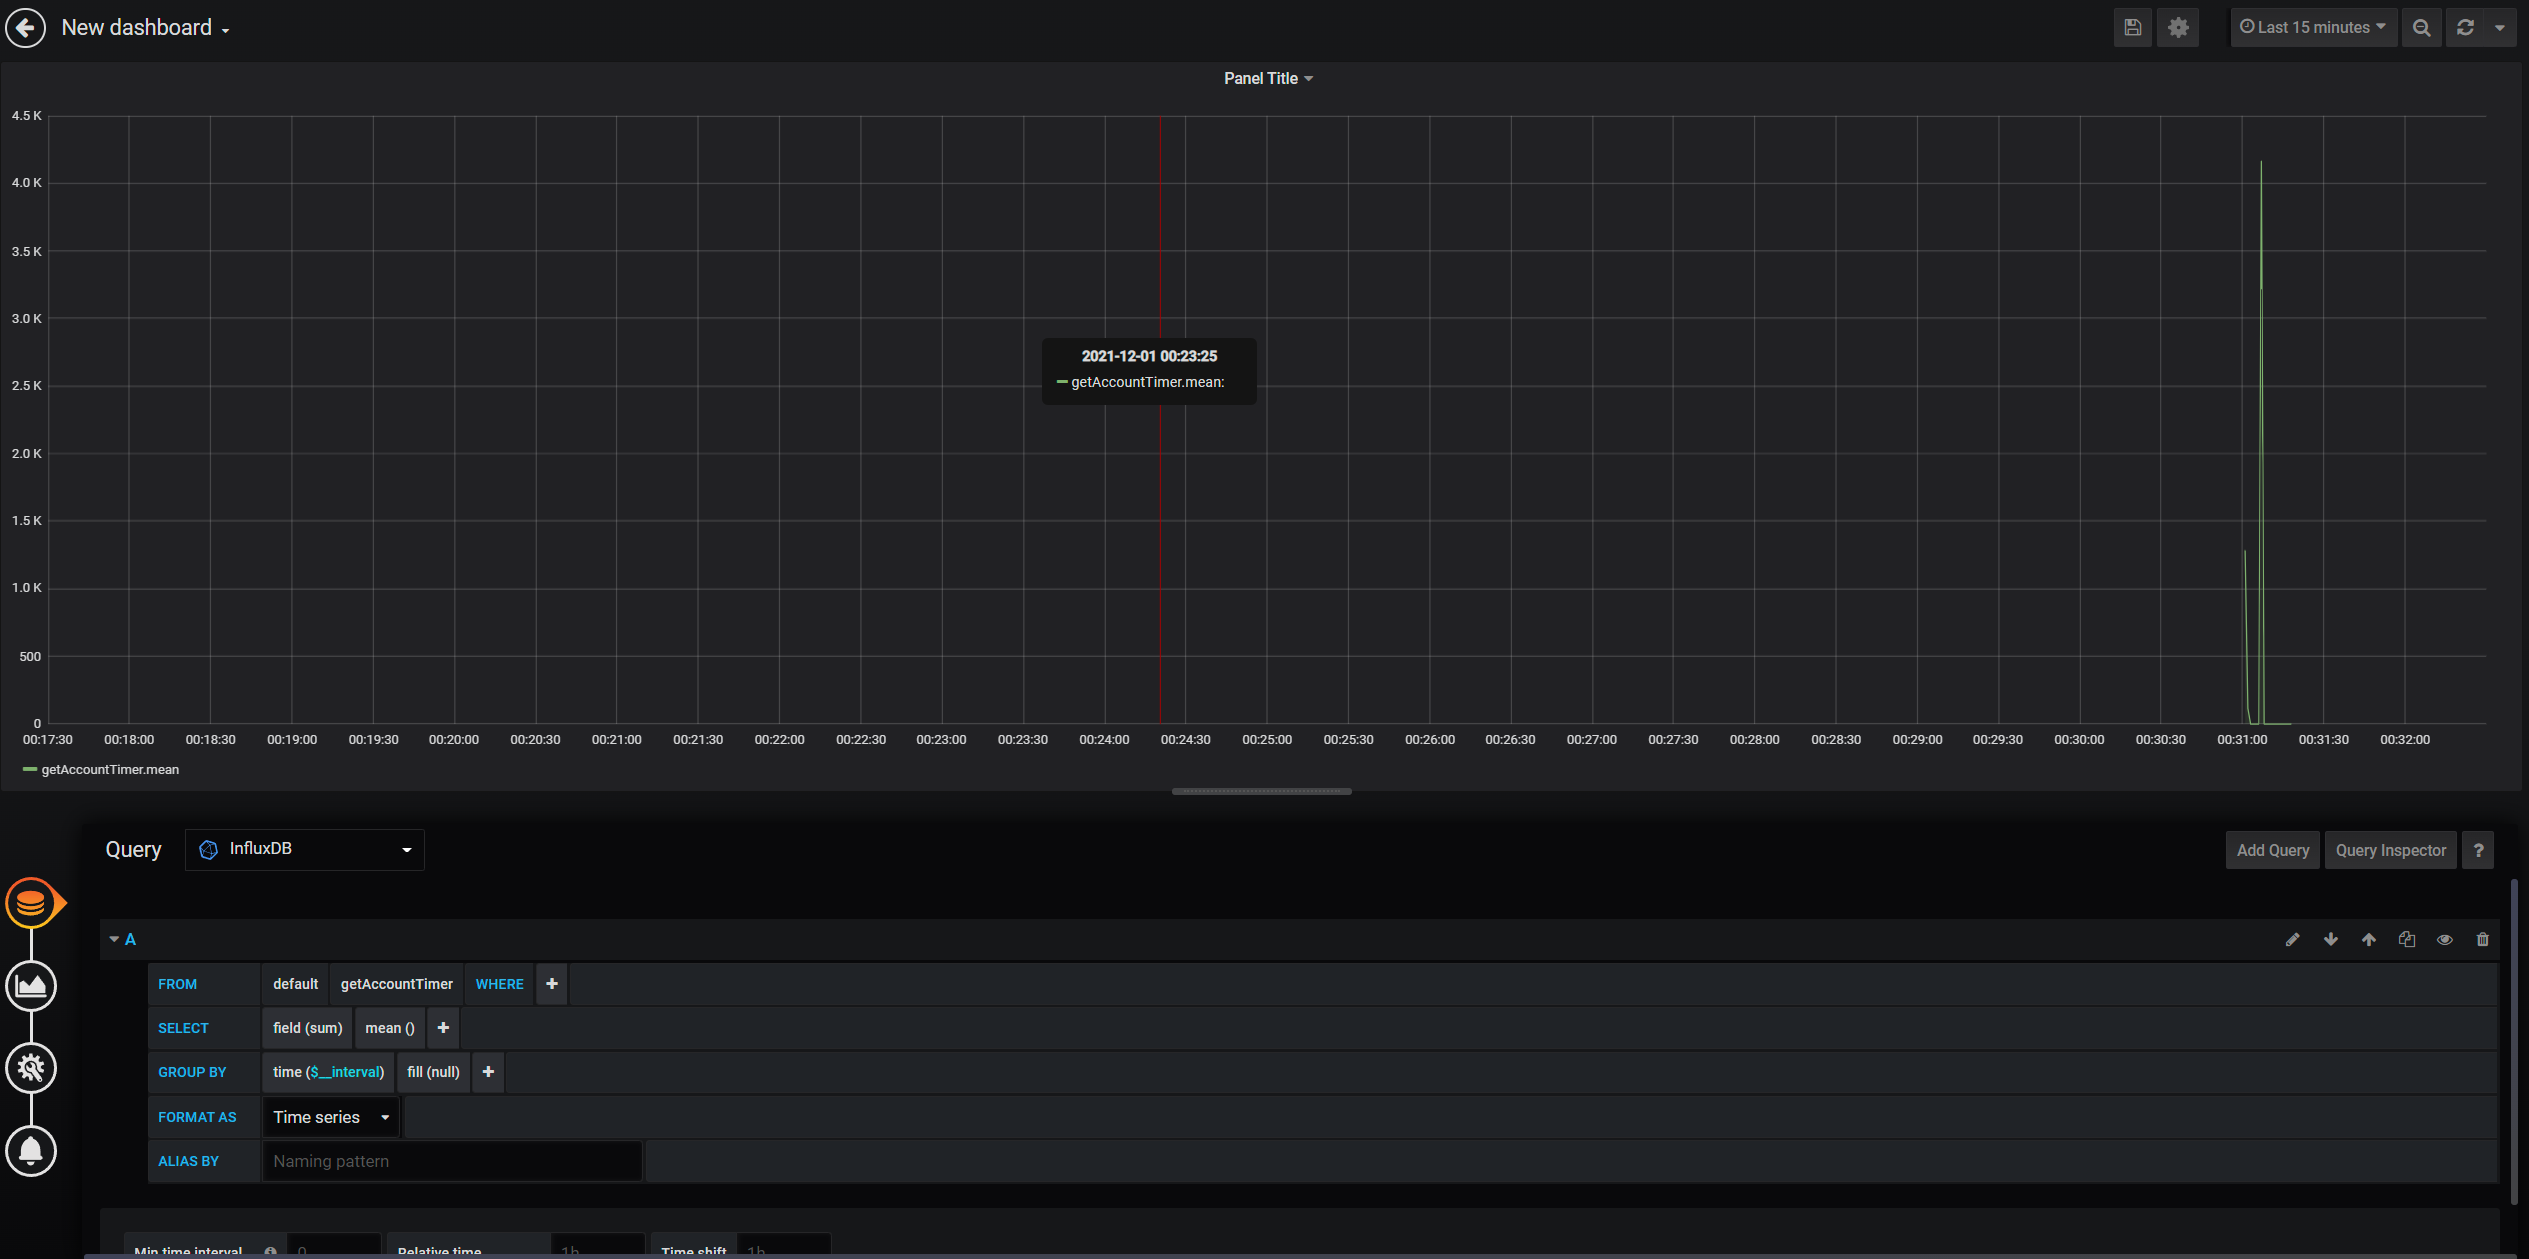 New dashboard
Last 15 minutes
Panel Title
4.5 K
4.0 K
3.5 K
3.0 K
2.5 K
2.0 K
1.5 K
1.0 K
500
0
2021-12-01 00:23:25
getAccountTimer.mean:
00:17:30 00:18:00 00:18:30 00:19:00 00:19:30 00:20:00 00:20:30 00:21:00 00:21:30 00:22:00 00:22:30 00:23:00 00:23:30 00:24:00 00:24:30 00:25:00 00:25:30 00:26:00 00:26:30 00:27:00 00:27:30 00:28:00 00:28:30 00:29:00 00:29:30 00:30:00 00:30:30 00:31:00 00:31:30 00:32:00
getAccountTimer.mean
Query InfluxDB Add Query Query Inspector ?
A
FROM default getAccountTimer WHERE +
SELECT field (sum) mean () +
GROUP BY time ($__interval) fill (null) +
FORMAT AS Time series
ALIAS BY Naming pattern
Min time interval 0 Relative time 1h Time shift 1h